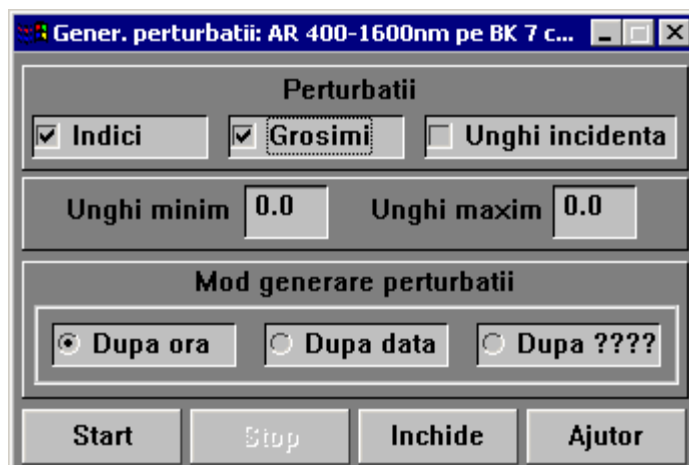 Gener. perturbatii: AR 400-1600nm pe BK 7 c...
Perturbatii
Indici Grosimi Unghi incidenta
Unghi minim 0.0 Unghi maxim 0.0
Mod generare perturbatii
Dupa ora Dupa data Dupa ????
Start Stop Inchide Ajutor